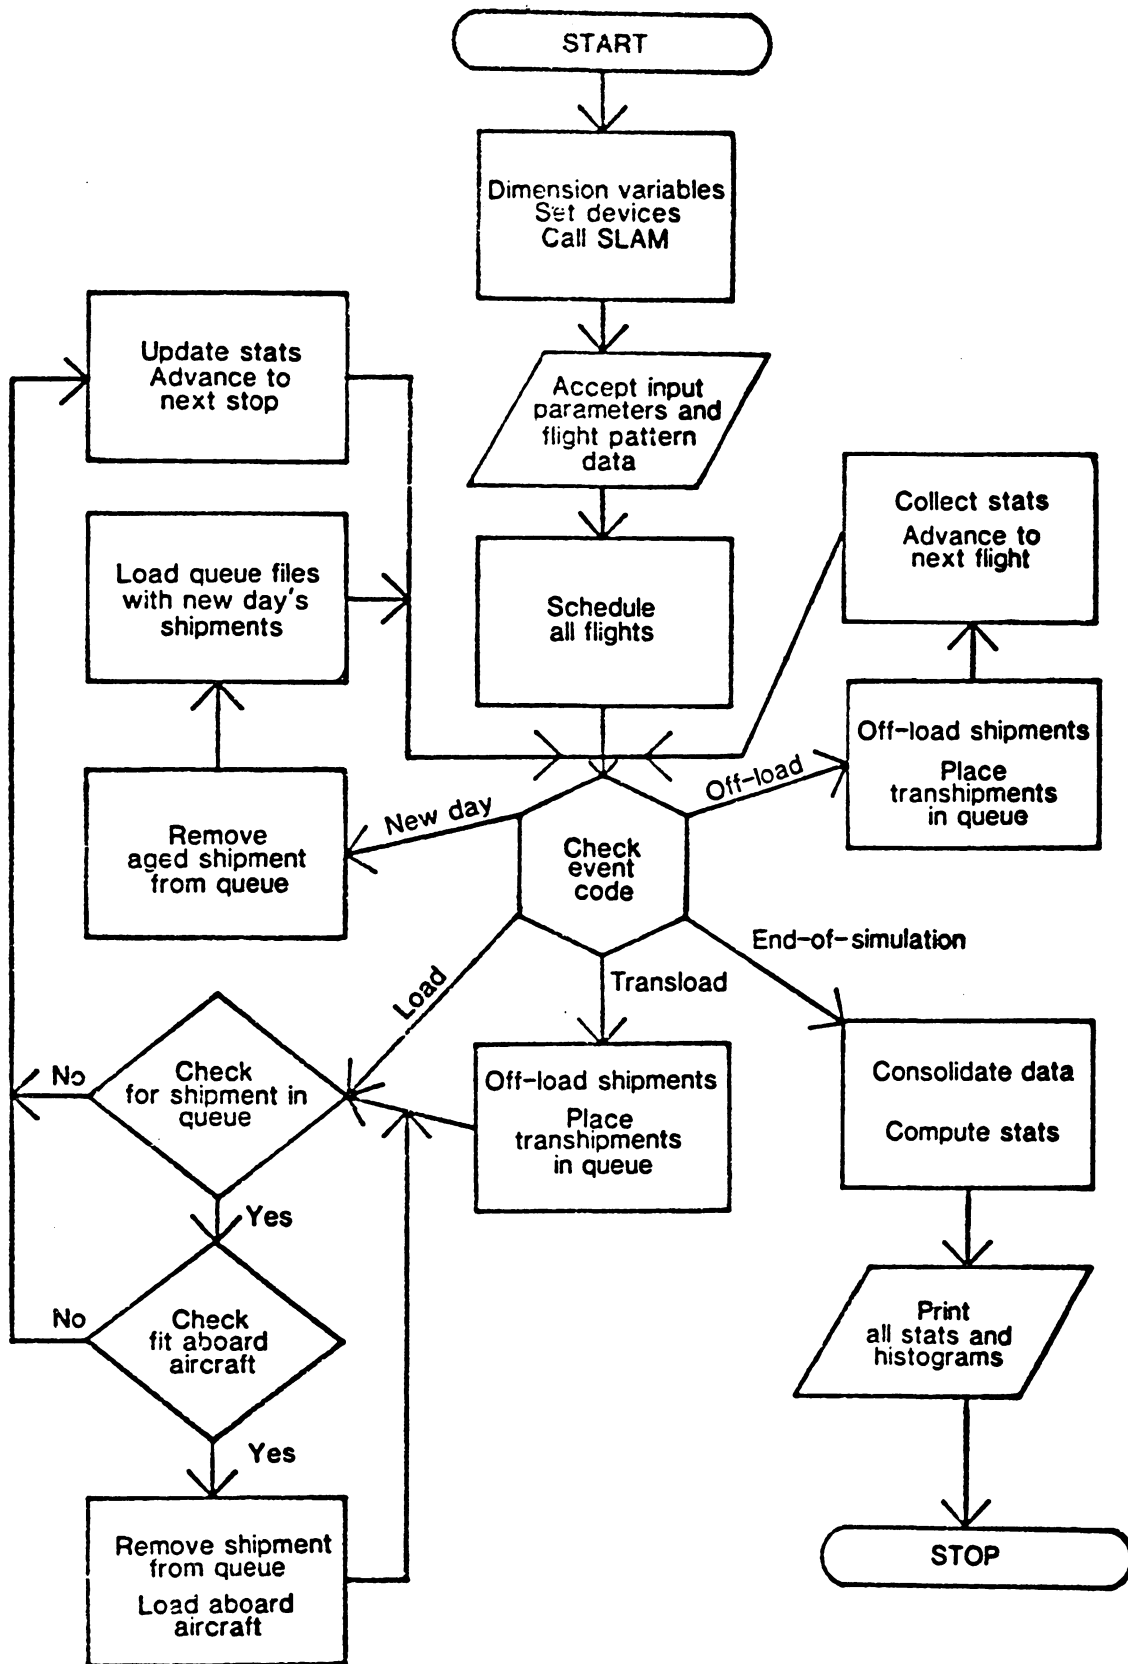 START
Dimension variables
Set devices
Call SLAM
Update stats
Advance to
next stop
Accept input
parameters and
flight pattern
data
Collect stats
Advance to
next flight
Load queue files
with new day's
shipments
Schedule
all flights
Off-load shipments
Place
transhipments
in queue
Off-load
New day
Remove
aged shipment
from queue
Check
event
code
End-of-simulation
Load
Transload
No
Check
for shipment in
queue
Off-load shipments
Place
transhipments
in queue
Consolidate data
Compute stats
Yes
No
Check
fit aboard
aircraft
Print
all stats and
histograms
Yes
Remove shipment
from queue
Load aboard
aircraft
STOP